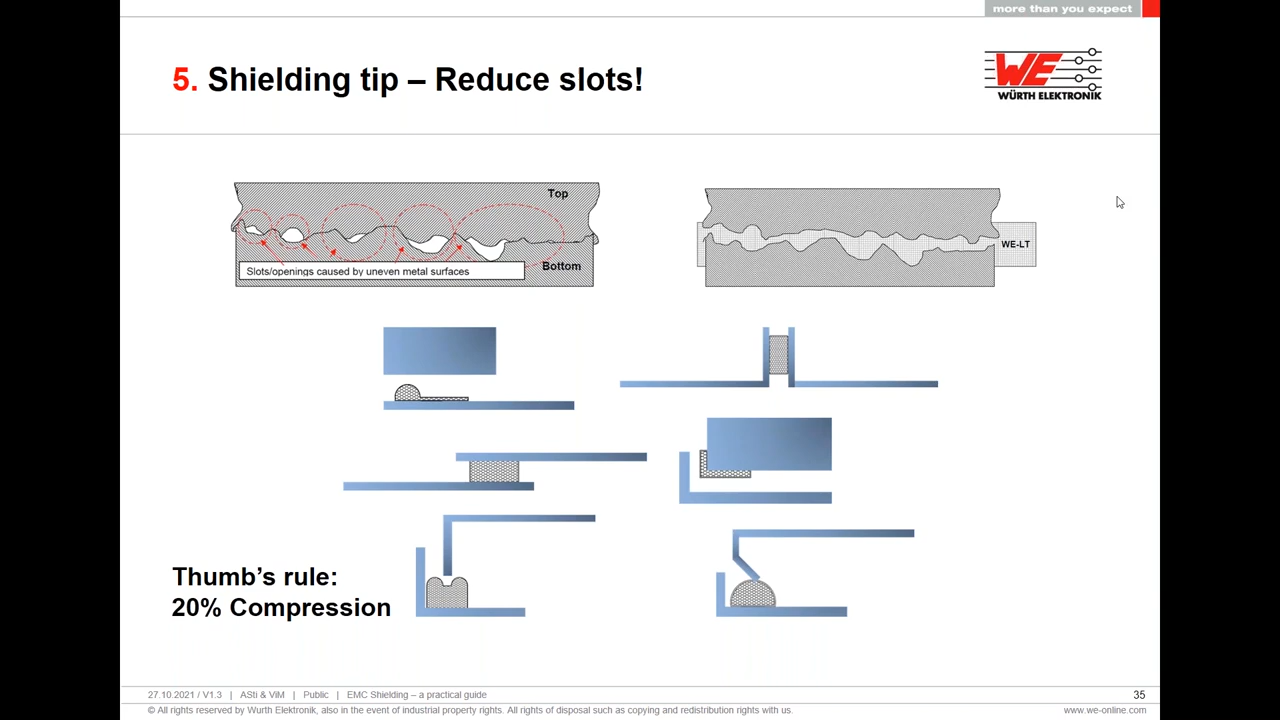 more than you expect
5. Shielding tip – Reduce slots!
WE
WÜRTH ELEKTRONIK
Top
Slots/openings caused by uneven metal surfaces
Bottom
WE-LT
Thumb's rule:
20% Compression
27.10.2021 / V1.3 | ASti & ViM | Public | EMC Shielding – a practical guide
35
© All rights reserved by Wurth Elektronik, also in the event of industrial property rights. All rights of disposal such as copying and redistribution rights with us.
www.we-online.com